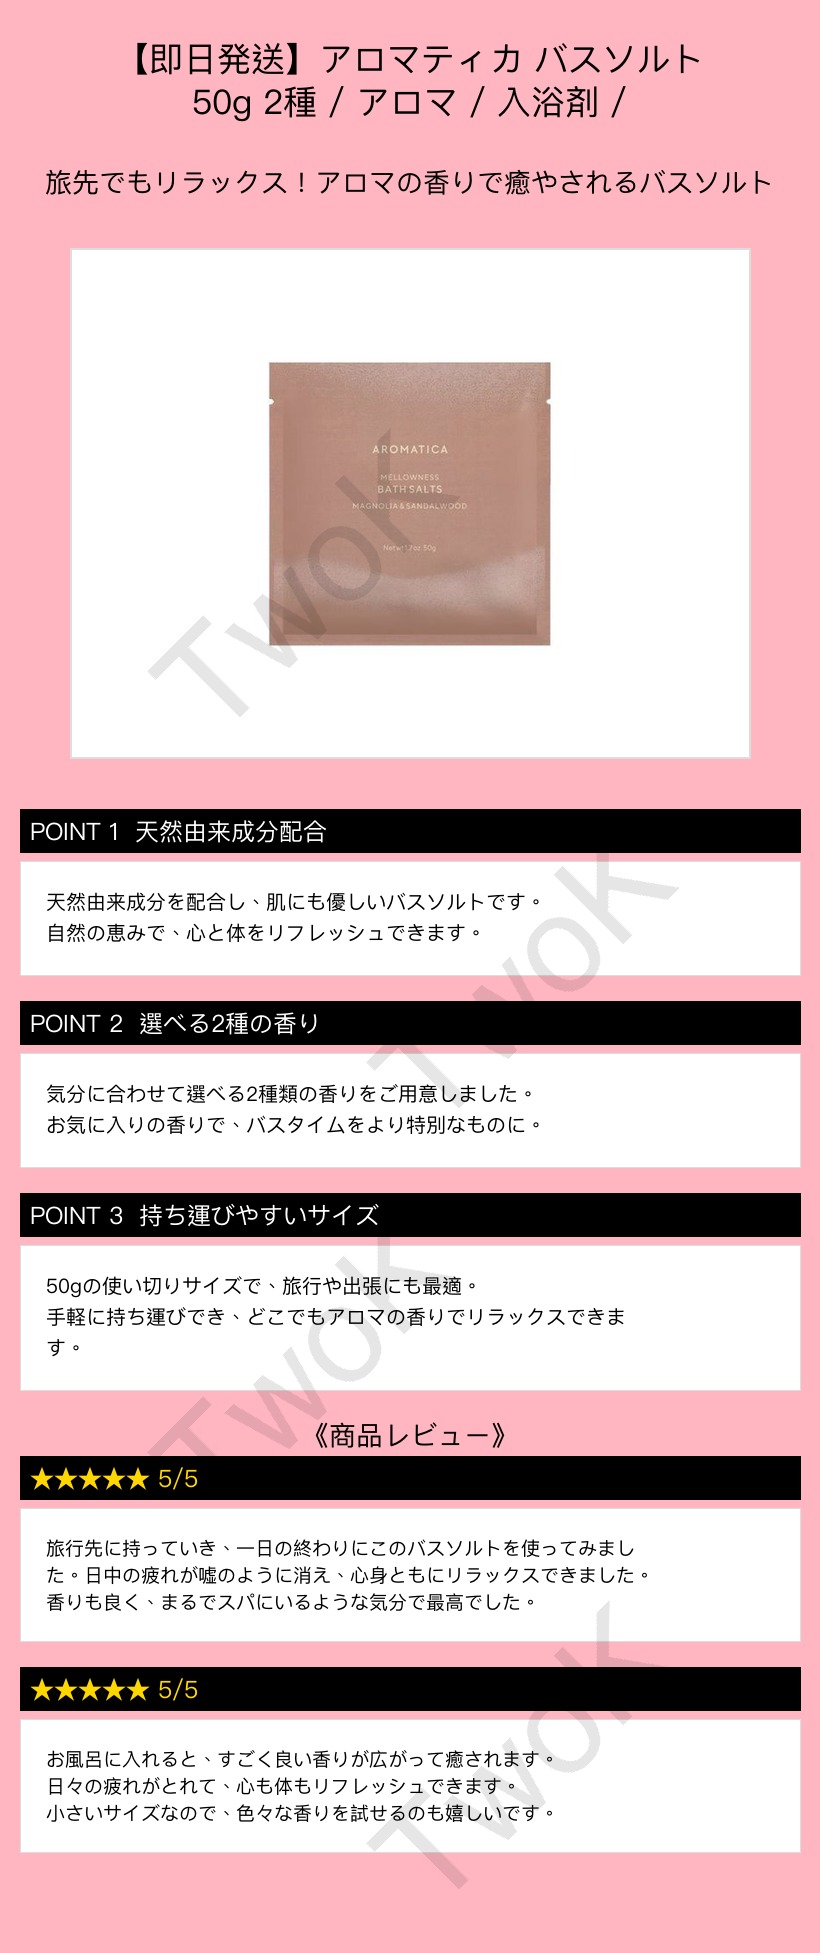 【即日発送】アロマティカ バスソルト
50g 2種 / アロマ / 入浴剤 /
旅先でもリラックス！アロマの香りで癒やされるバスソルト
AROMATICA
MELLOWNESS
BATH SALTS
MAGNOLIA & SANDALWOOD
Net wt 1.7oz. 50g
TwoK
POINT 1 天然由来成分配合
天然由来成分を配合し、肌にも優しいバスソルトです。
自然の恵みで、心と体をリフレッシュできます。
TwoK
POINT 2 選べる2種の香り
気分に合わせて選べる2種類の香りをご用意しました。
お気に入りの香りで、バスタイムをより特別なものに。
POINT 3 持ち運びやすいサイズ
50gの使い切りサイズで、旅行や出張にも最適。
手軽に持ち運びでき、どこでもアロマの香りでリラックスできま
す。
TwoK
《商品レビュー》
★★★★★ 5/5
旅行先に持っていき、一日の終わりにこのバスソルトを使ってみまし
た。日中の疲れが嘘のように消え、心身ともにリラックスできました。
香りも良く、まるでスパにいるような気分で最高でした。
★★★★★ 5/5
お風呂に入れると、すごく良い香りが広がって癒されます。
日々の疲れがとれて、心も体もリフレッシュできます。
小さいサイズなので、色々な香りを試せるのも嬉しいです。
TwoK